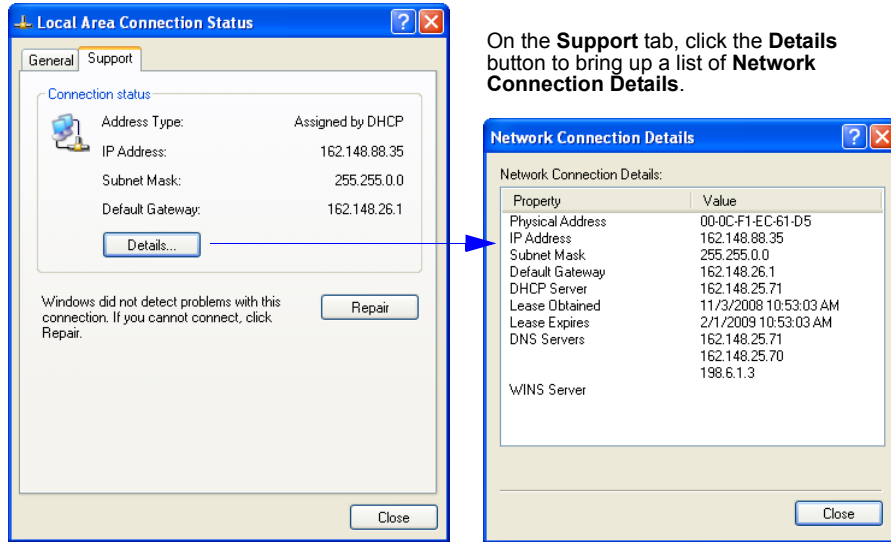 Local Area Connection Status
General Support
Connection status
Address Type: Assigned by DHCP
IP Address: 162.148.88.35
Subnet Mask: 255.255.0.0
Default Gateway: 162.148.26.1
Details...
Windows did not detect problems with this
connection. If you cannot connect, click
Repair.
Repair
Close
On the Support tab, click the Details
button to bring up a list of Network
Connection Details.
Network Connection Details
Network Connection Details:
Property Value
Physical Address 00-0C-F1-EC-61-D5
IP Address 162.148.88.35
Subnet Mask 255.255.0.0
Default Gateway 162.148.26.1
DHCP Server 162.148.25.71
Lease Obtained 11/3/2008 10:53:03 AM
Lease Expires 2/1/2009 10:53:03 AM
DNS Servers 162.148.25.71
162.148.25.70
198.6.1.3
WINS Server
Close